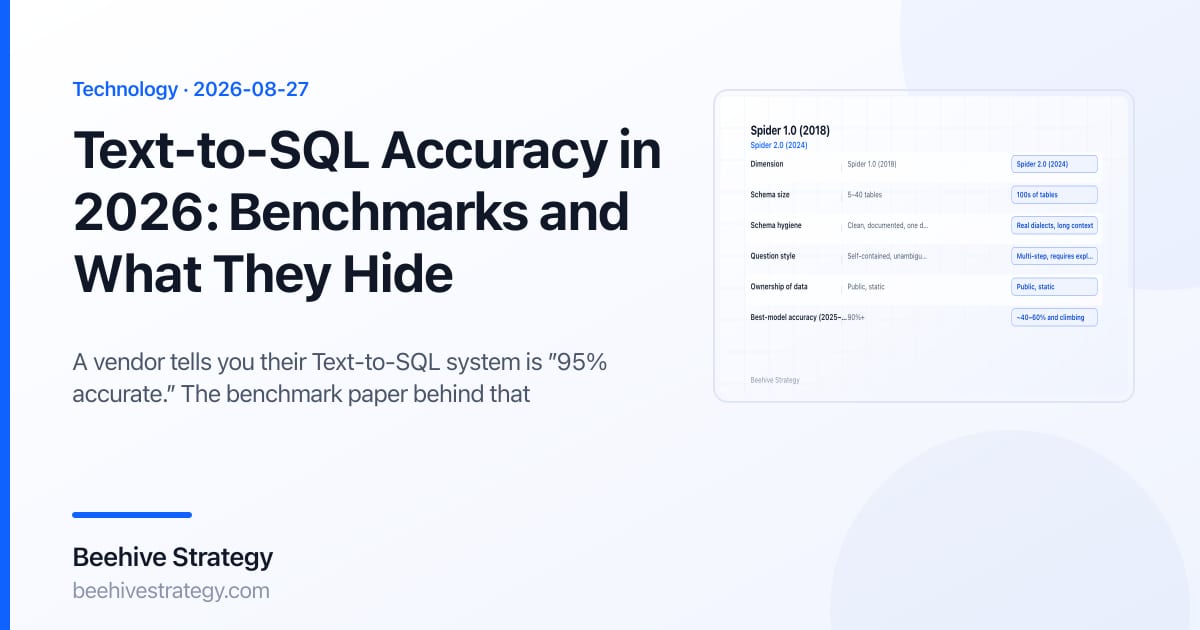 Technology · 2026-08-27
Text-to-SQL Accuracy in
2026: Benchmarks and
What They Hide
A vendor tells you their Text-to-SQL system is "95%
accurate." The benchmark paper behind that
Beehive Strategy
beehivestrategy.com
Spider 1.0 (2018)
Spider 2.0 (2024)
Dimension Spider 1.0 (2018) Spider 2.0 (2024)
Schema size 5–40 tables 100s of tables
Schema hygiene Clean, documented, one d... Real dialects, long context
Question style Self-contained, unambigu... Multi-step, requires expl...
Ownership of data Public, static Public, static
Best-model accuracy (2025–... 90%+ ~40–60% and climbing
Beehive Strategy